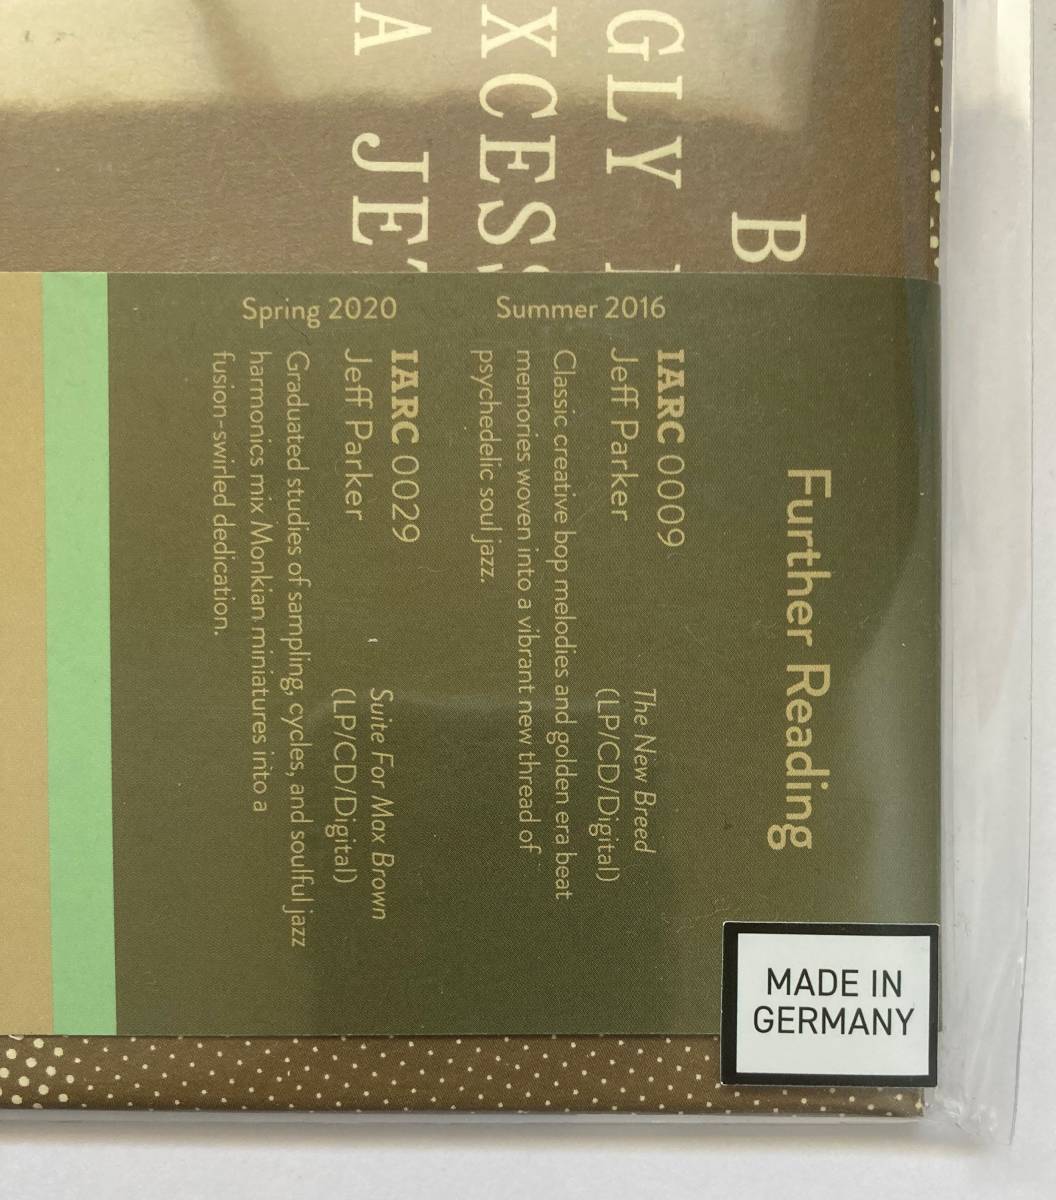 B
GLY
XCES
A JE
Further Reading
Summer 2016
IARC 0009
Jeff Parker
The New Breed
(LP/CD/Digital)
Classic creative bop melodies and golden era beat
memories woven into a vibrant new thread of
psychedelic soul jazz.
Spring 2020
IARC 0029
Jeff Parker
Suite For Max Brown
(LP/CD/Digital)
Graduated studies of sampling, cycles, and soulful jazz
harmonics mix Monkian miniatures into a
fusion-swirled dedication.
MADE IN
GERMANY